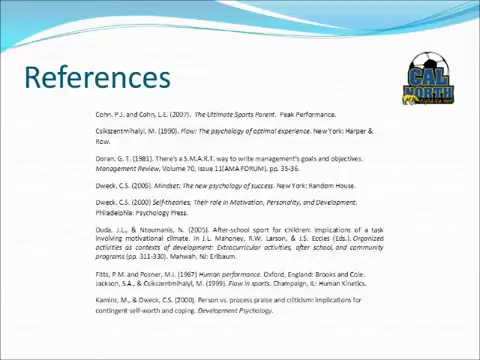 References
CAL
NORTH
Cohn, P.J. and Cohn, L.E. (2007). The Ultimate Sports Parent. Peak Performance.
Csikszentmihalyi, M. (1990). Flow: The psychology of optimal experience. New York: Harper &
Row.
Doran, G. T. (1981). There's a S.M.A.R.T. way to write management's goals and objectives.
Management Review, Volume 70, Issue 11(AMA FORUM), pp. 35-36.
Dweck, C.S. (2006). Mindset: The new psychology of success. New York: Random House.
Dweck, C.S. (2000) Self-theories; Their role in Motivation, Personality, and Development.
Philadelphia: Psychology Press.
Duda, J.L., & Ntoumanis, N. (2005). After-school sport for children: Implications of a task
involving motivational climate. In J.L. Mahoney, R.W. Larson, & J.S. Eccles (Eds.), Organized
activities as contexts of development: Extracurricular activities, after school and community
programs (pp. 311-330). Mahwah, NJ: Erlbaum.
Fitts, P.M. and Posner, M.I. (1967) Human performance. Oxford, England: Brooks and Cole.
Jackson, S.A., & Csikszentmihalyi, M. (1999). Flow in sports. Champaign, IL: Human Kinetics.
Kamins, M., & Dweck, C.S. (2000). Person vs. process praise and criticism: implications for
contingent self-worth and coping. Development Psychology.